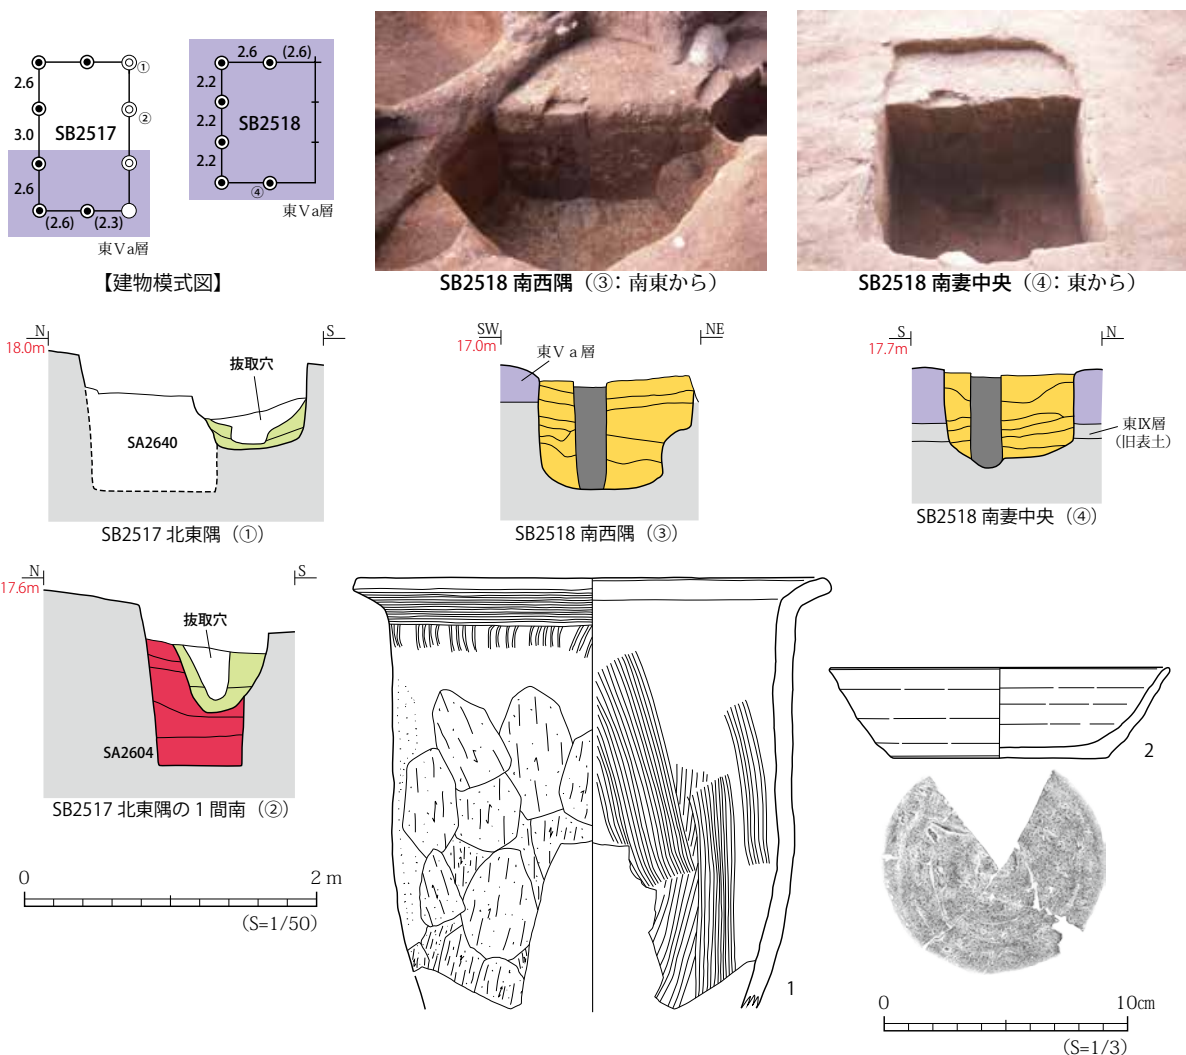 2.6
3.0
2.6
SB2517
①
②
(2.6)
(2.3)
東Ⅴa層
【建物模式図】
2.6
(2.6)
2.2
2.2
2.2
SB2518
④
東Ⅴa層
SB2518 南西隅（③：南東から）
SB2518 南妻中央（④：東から）
N
S
18.0m
抜取穴
SA2640
SB2517 北東隅（①）
SW
NE
17.0m
東Ⅴa層
SB2518 南西隅（③）
S
N
17.7m
東Ⅸ層
（旧表土）
SB2518 南妻中央（④）
N
S
17.6m
抜取穴
SA2604
SB2517 北東隅の1間南（②）
0
2 m
(S=1/50)
1
2
0
10㎝
(S=1/3)